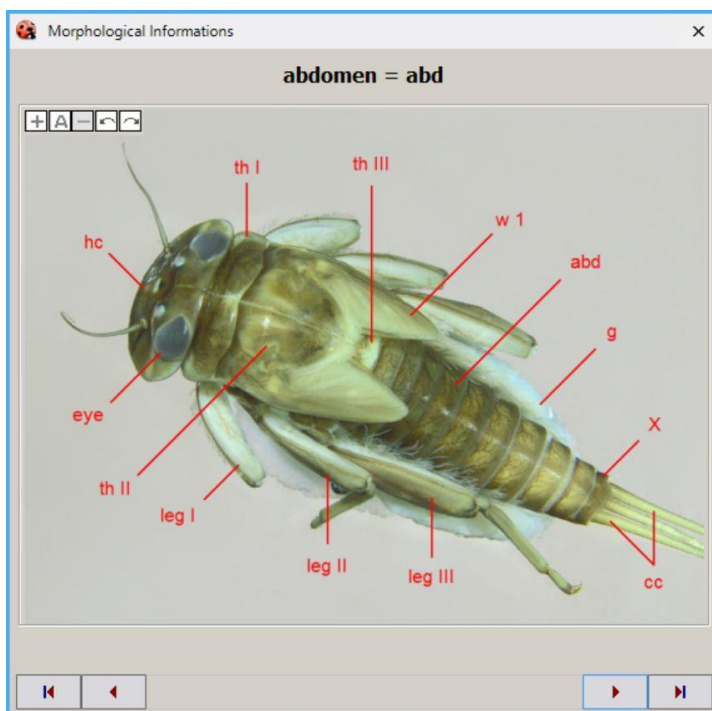 Morphological Informations
abdomen = abd
A
th I
th III
w 1
hc
abd
g
eye
X
th II
leg I
leg II
leg III
cc